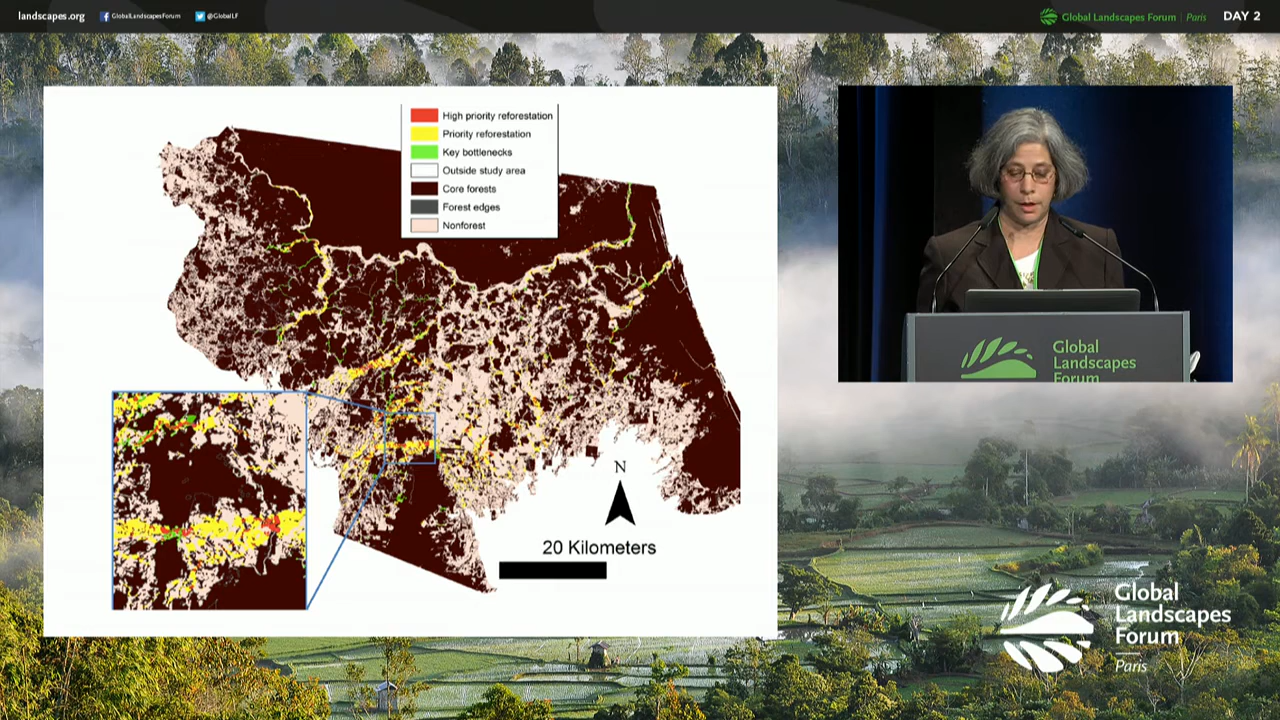 landscapes.org
GlobalLandscapesForum
@GlobalLF
Global Landscapes Forum | Paris
DAY 2
High priority reforestation
Priority reforestation
Key bottlenecks
Outside study area
Core forests
Forest edges
Nonforest
N
20 Kilometers
Global
Landscapes
Forum
Global
Landscapes
Forum
Paris